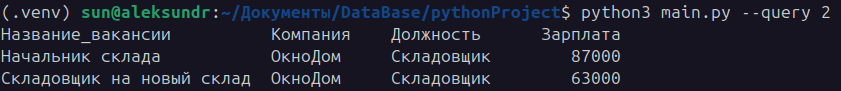 (.venv) sun@aleksundr:~/Документы/DataBase/pythonProject$ python3 main.py --query 2
Название_вакансии Компания Должность Зарплата
Начальник склада ОкноДом Складовщик 87000
Складовщик на новый склад ОкноДом Складовщик 63000